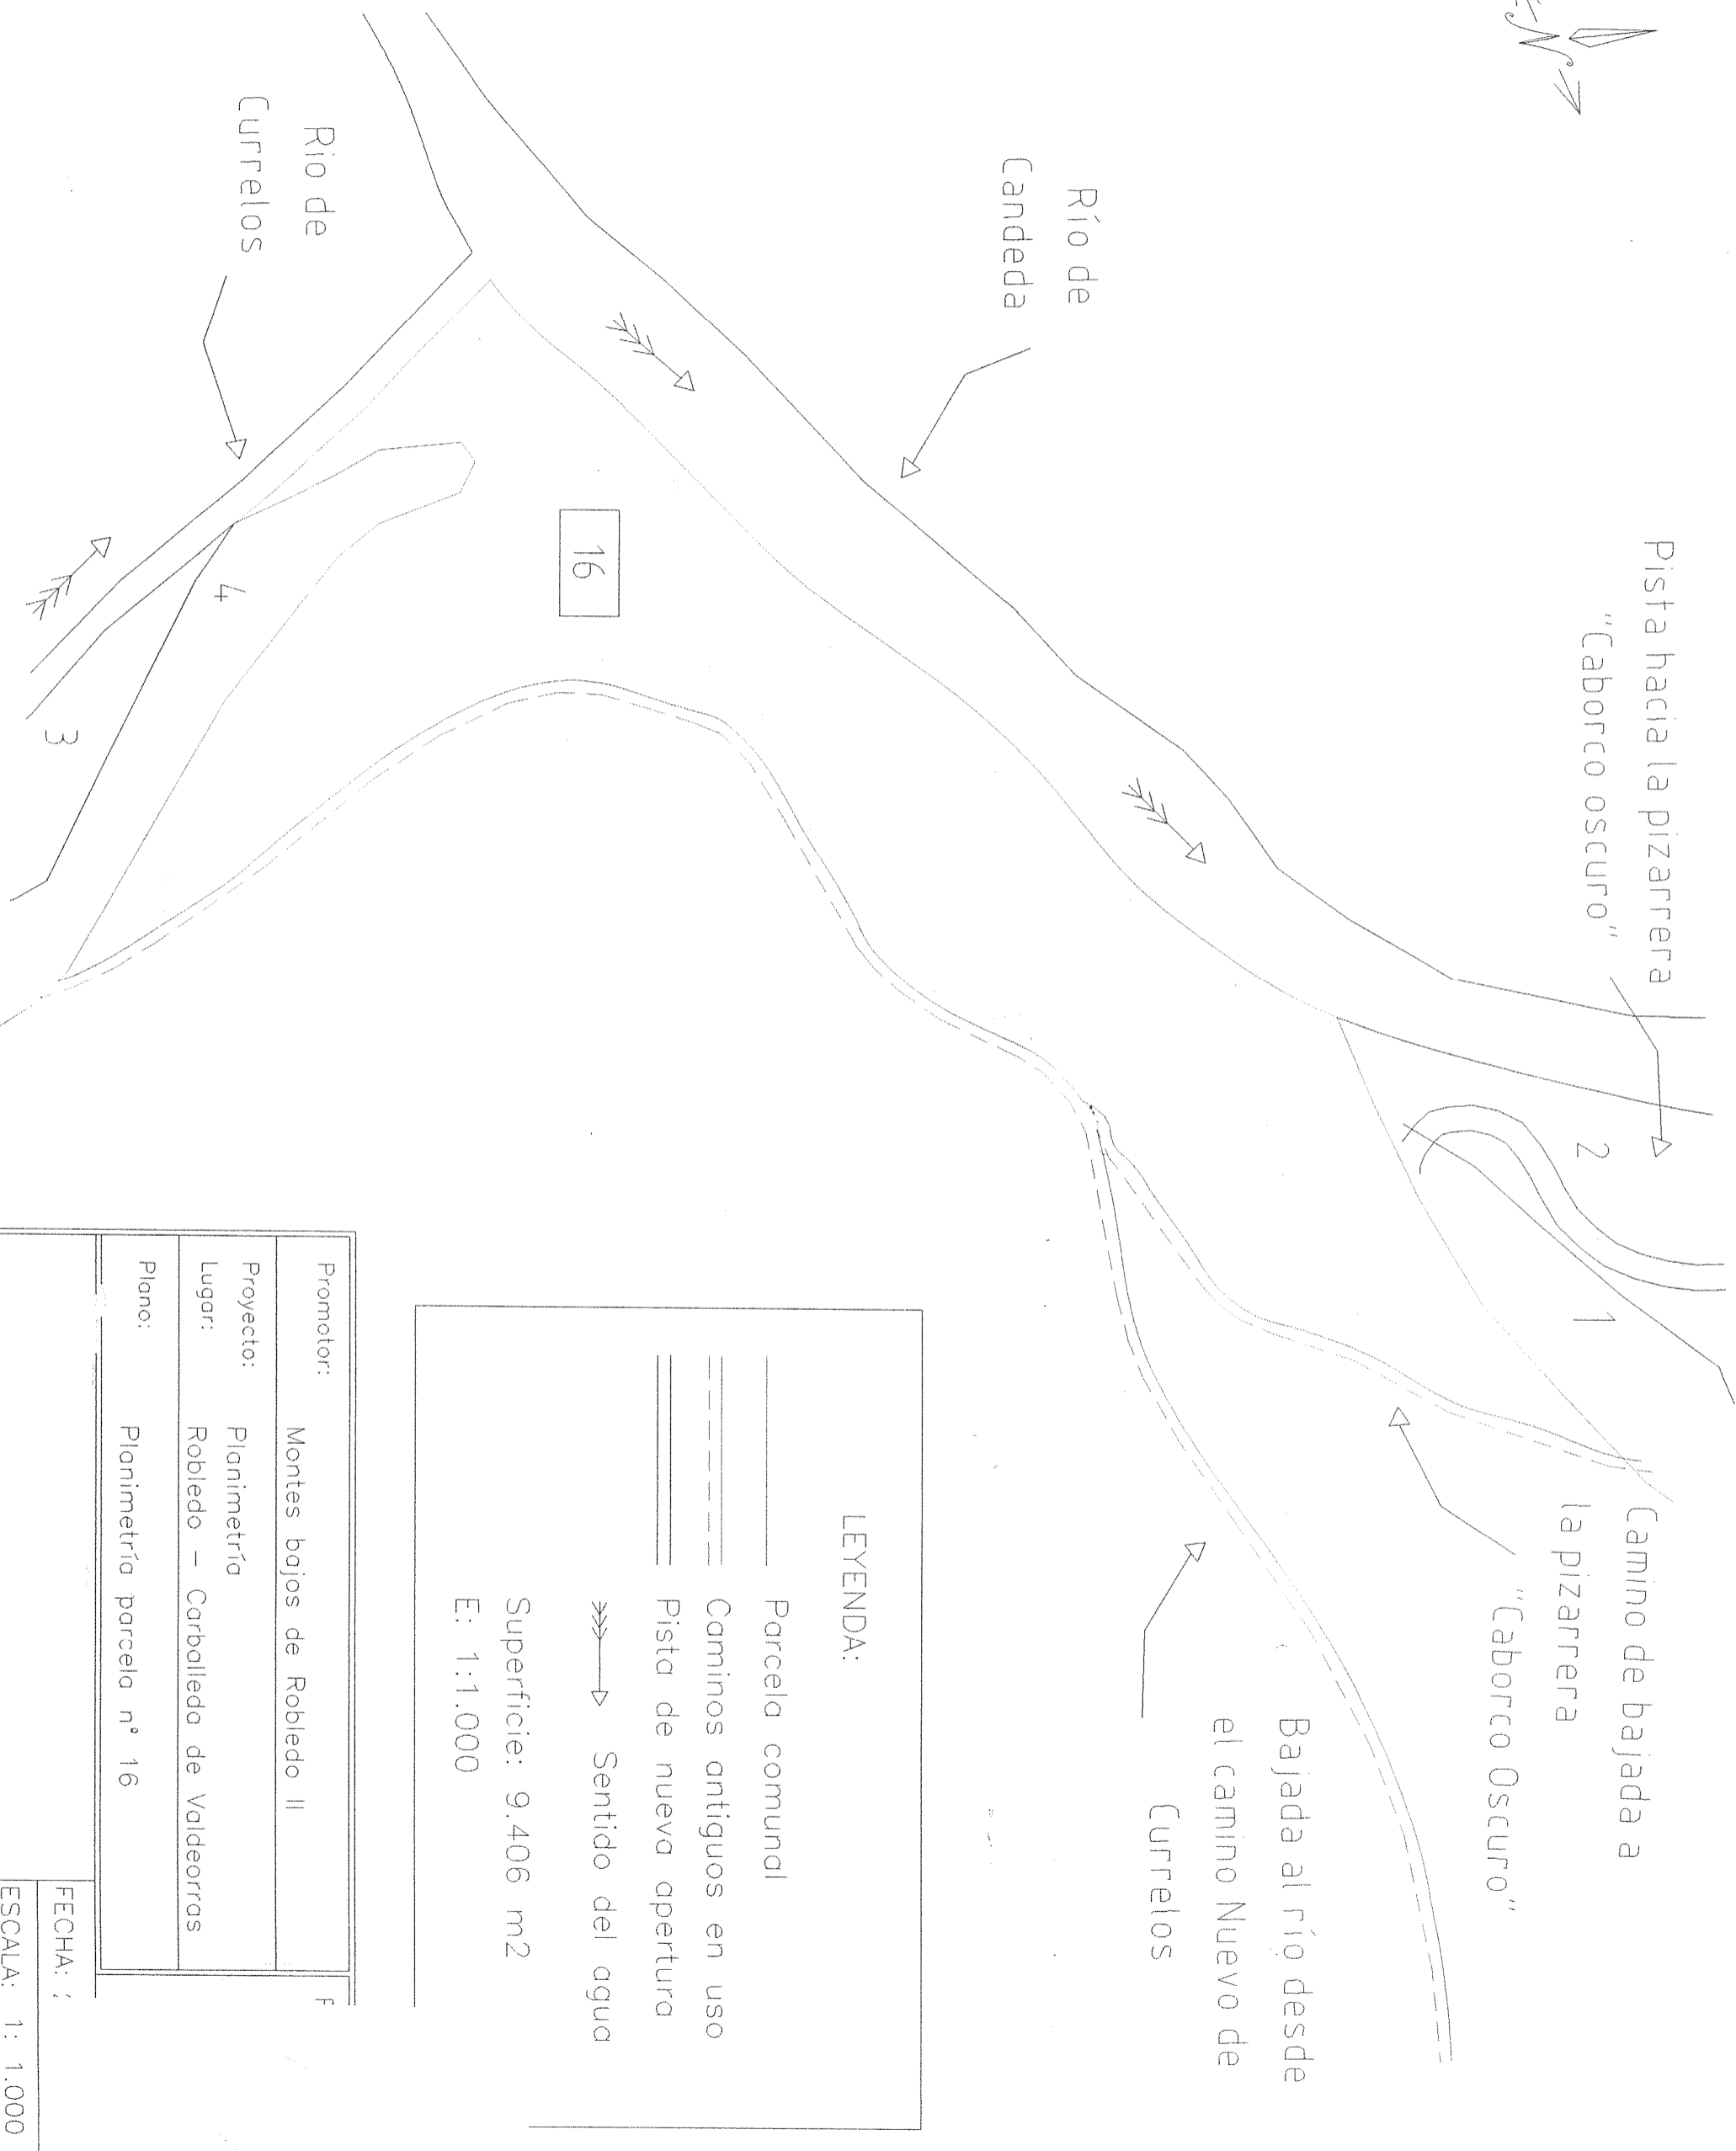 N
Pista hacia la pizarrera
"Caborco oscuro"
Río de
Candeda
Río de
Currelos
2
1
16
4
3
Camino de bajada a
la pizarrera
"Caborco Oscuro"
Bajada al río desde
el camino Nuevo de
Currelos
LEYENDA:
Parcela comunal
Caminos antiguos en uso
Pista de nueva apertura
Sentido del agua
Superficie: 9.406 m2
E: 1:1.000
Promotor:
Montes bajos de Robledo II
Proyecto:
Planimetría
Lugar:
Robledo – Carballeda de Valdeorras
Plano:
Planimetría parcela nº 16
F
FECHA:
ESCALA: 1: 1.000